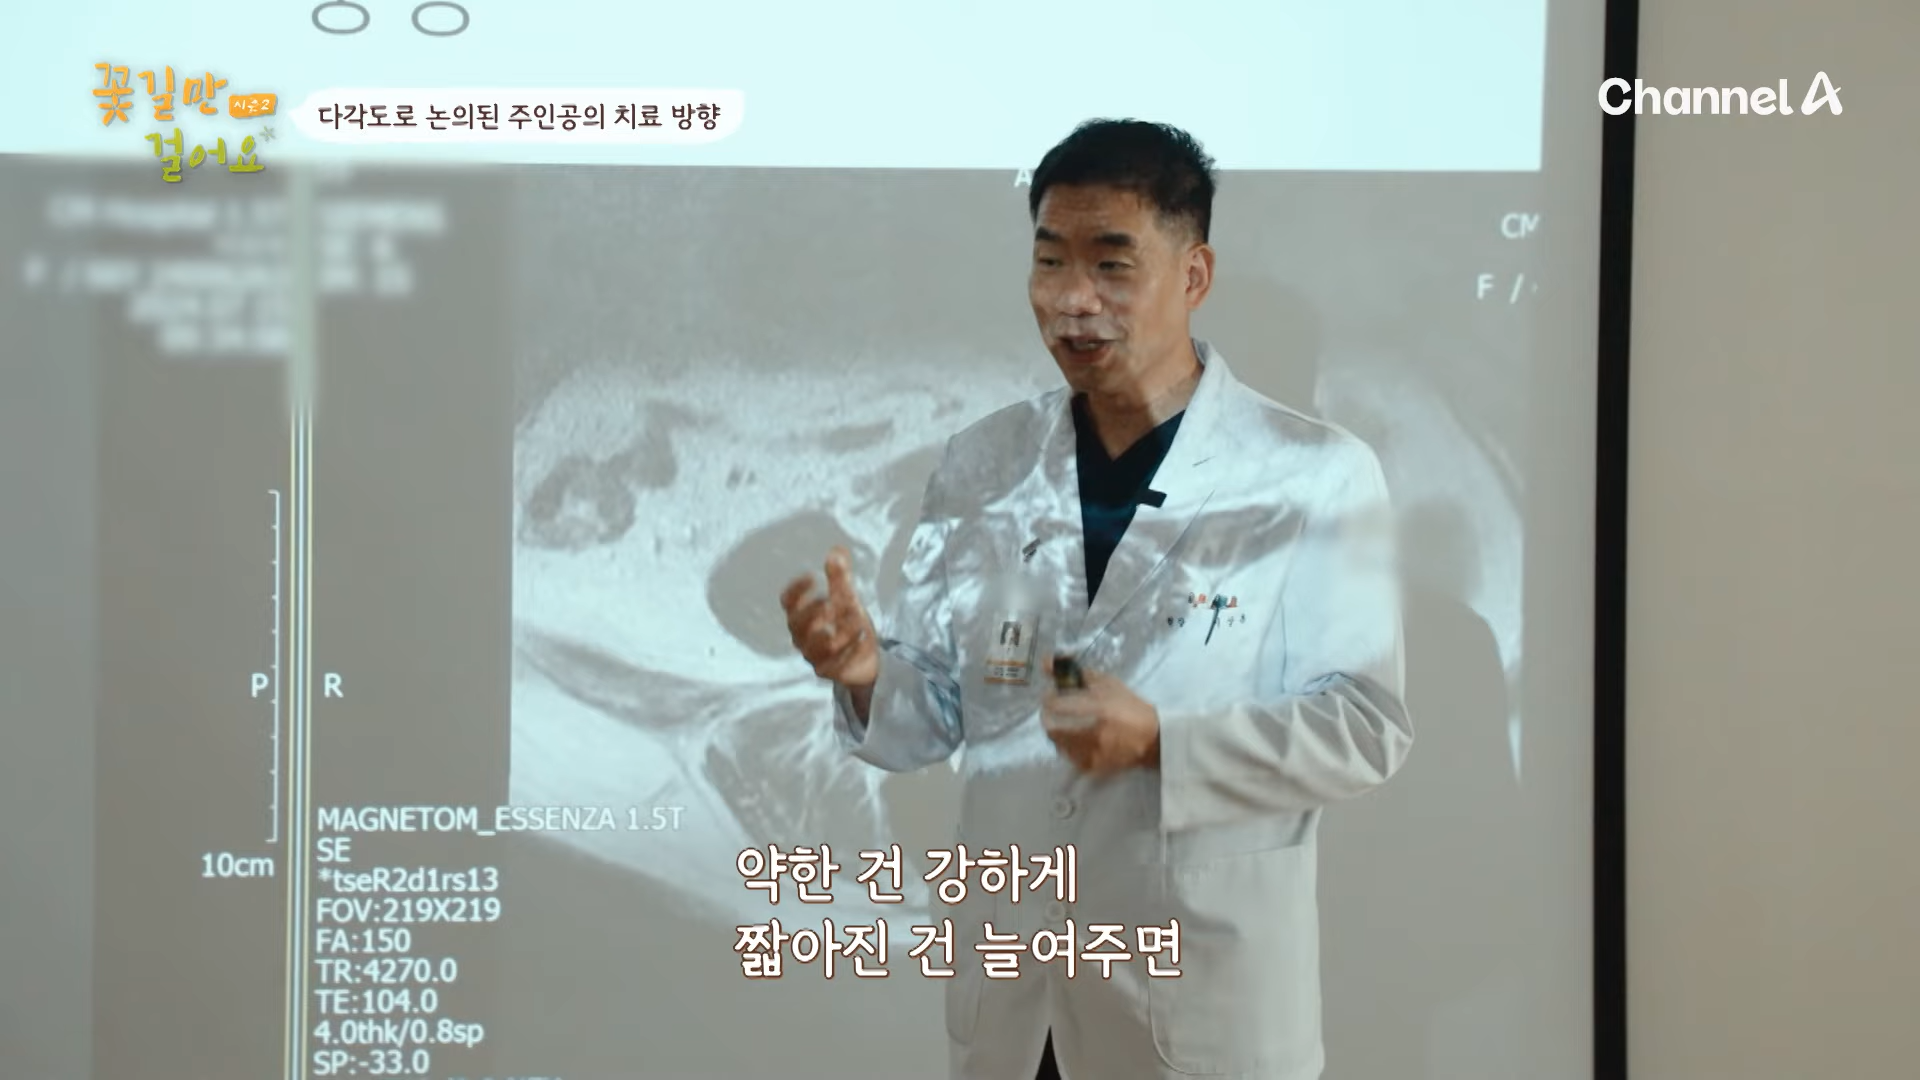 꽃길만
시즌2
걸어요
다각도로 논의된 주인공의 치료 방향
Channel A
A
CM
F /
P
R
10cm
MAGNETOM_ESSENZA 1.5T
SE
*tseR2d1rs13
FOV:219X219
FA:150
TR:4270.0
TE:104.0
4.0thk/0.8sp
SP:-33.0
약한 건 강하게
짧아진 건 늘여주면